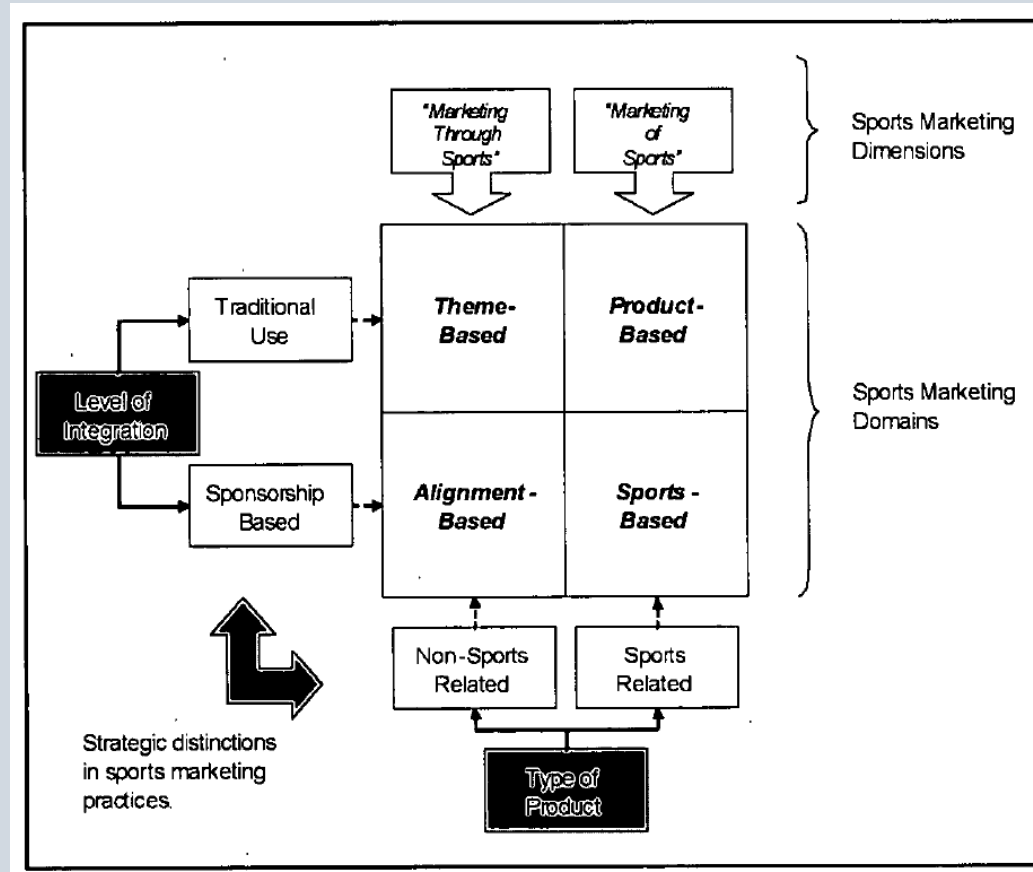 "Marketing
Through
Sports"
"Marketing
of
Sports"
Sports Marketing
Dimensions
Traditional
Use
Theme-
Based
Product-
Based
Level of
Integration
Sports Marketing
Domains
Sponsorship
Based
Alignment -
Based
Sports -
Based
Non-Sports
Related
Sports
Related
Strategic distinctions
in sports marketing
practices.
Type of
Product